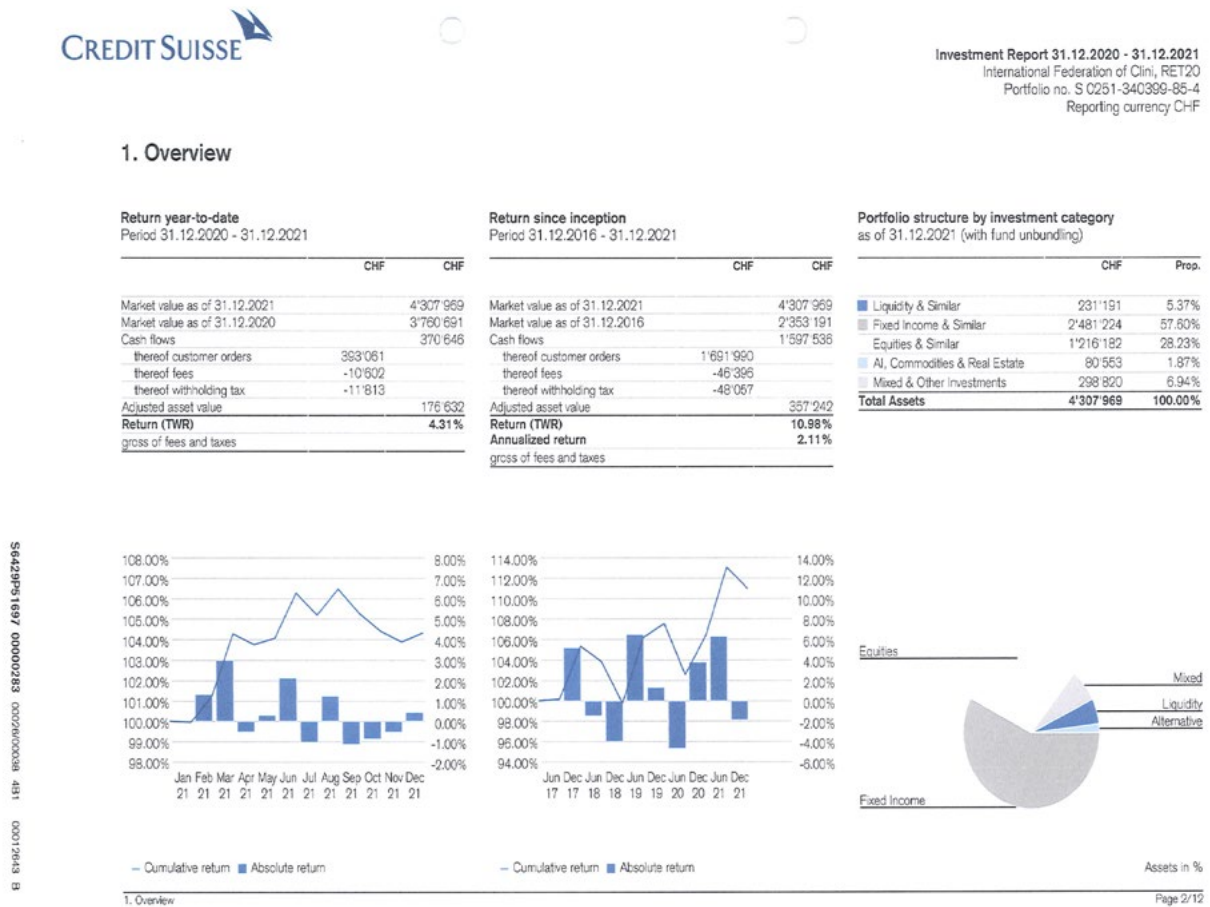 CREDIT SUISSE
Investment Report 31.12.2020 - 31.12.2021
International Federation of Clini, RET20
Portfolio no. S 0251-340399-85-4
Reporting currency CHF
1. Overview
Return year-to-date
Period 31.12.2020 - 31.12.2021
CHF CHF
Market value as of 31.12.2021 4'307'969
Market value as of 31.12.2020 3'760'691
Cash flows 370'646
thereof customer orders 393'061
thereof fees -10'602
thereof withholding tax -11'813
Adjusted asset value 176'632
Return (TWR) 4.31%
gross of fees and taxes
Return since inception
Period 31.12.2016 - 31.12.2021
CHF CHF
Market value as of 31.12.2021 4'307'969
Market value as of 31.12.2016 2'353'191
Cash flows 1'597'536
thereof customer orders 1'691'990
thereof fees -46'396
thereof withholding tax -48'057
Adjusted asset value 357'242
Return (TWR) 10.98%
Annualized return 2.11%
gross of fees and taxes
Portfolio structure by investment category
as of 31.12.2021 (with fund unbundling)
CHF Prop.
Liquidity & Similar 231'191 5.37%
Fixed Income & Similar 2'481'224 57.60%
Equities & Similar 1'216'182 28.23%
AI, Commodities & Real Estate 80'553 1.87%
Mixed & Other Investments 298'820 6.94%
Total Assets 4'307'969 100.00%
108.00% 8.00%
107.00% 7.00%
106.00% 6.00%
105.00% 5.00%
104.00% 4.00%
103.00% 3.00%
102.00% 2.00%
101.00% 1.00%
100.00% 0.00%
99.00% -1.00%
98.00% -2.00%
Jan Feb Mar Apr May Jun Jul Aug Sep Oct Nov Dec
21 21 21 21 21 21 21 21 21 21 21 21
Cumulative return Absolute return
114.00% 14.00%
112.00% 12.00%
110.00% 10.00%
108.00% 8.00%
106.00% 6.00%
104.00% 4.00%
102.00% 2.00%
100.00% 0.00%
98.00% -2.00%
96.00% -4.00%
94.00% -6.00%
Jun Dec Jun Dec Jun Dec Jun Dec Jun Dec
17 17 18 18 19 19 20 20 21 21
Cumulative return Absolute return
Equities
Mixed
Liquidity
Alternative
Fixed Income
Assets in %
1. Overview
Page 2/12
S6429P51697 00000283 00026/00038 4B1 00012643 B